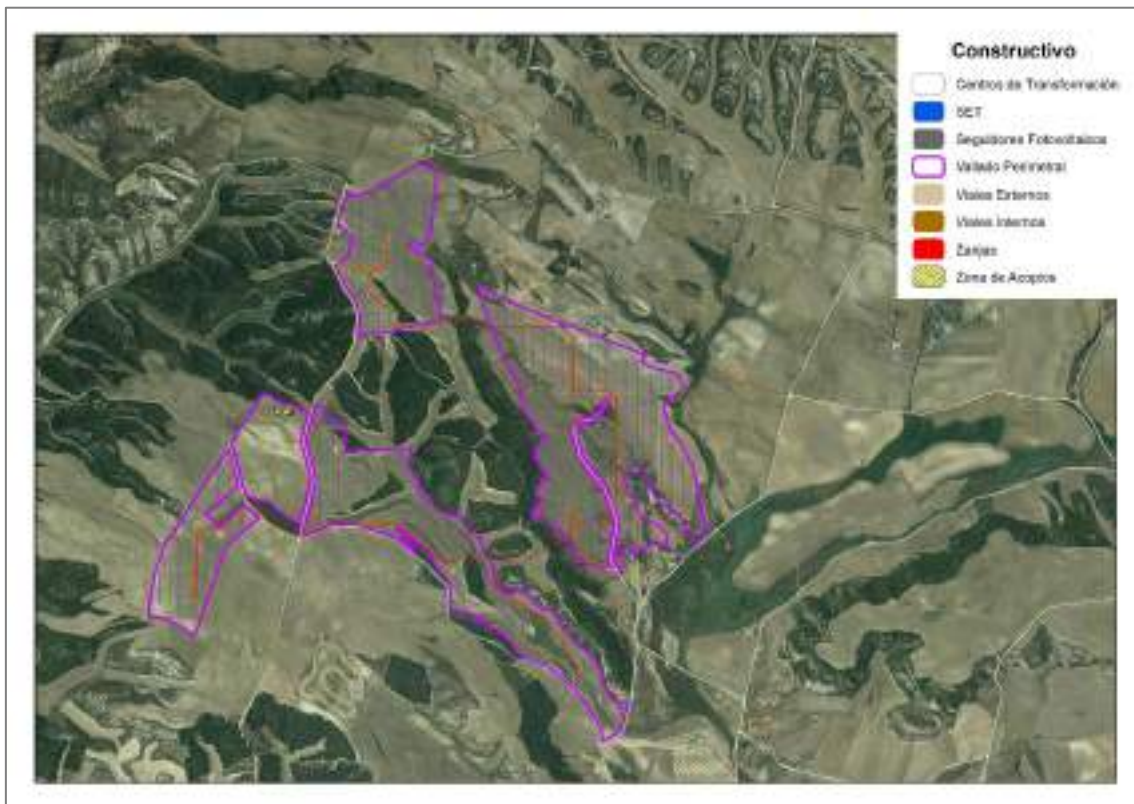 Constructivo
Centros de Transformación
SET
Seguidores Fotovoltaicos
Vallado Perimetral
Viales Externos
Viales Internos
Zanjas
Zona de Acopios